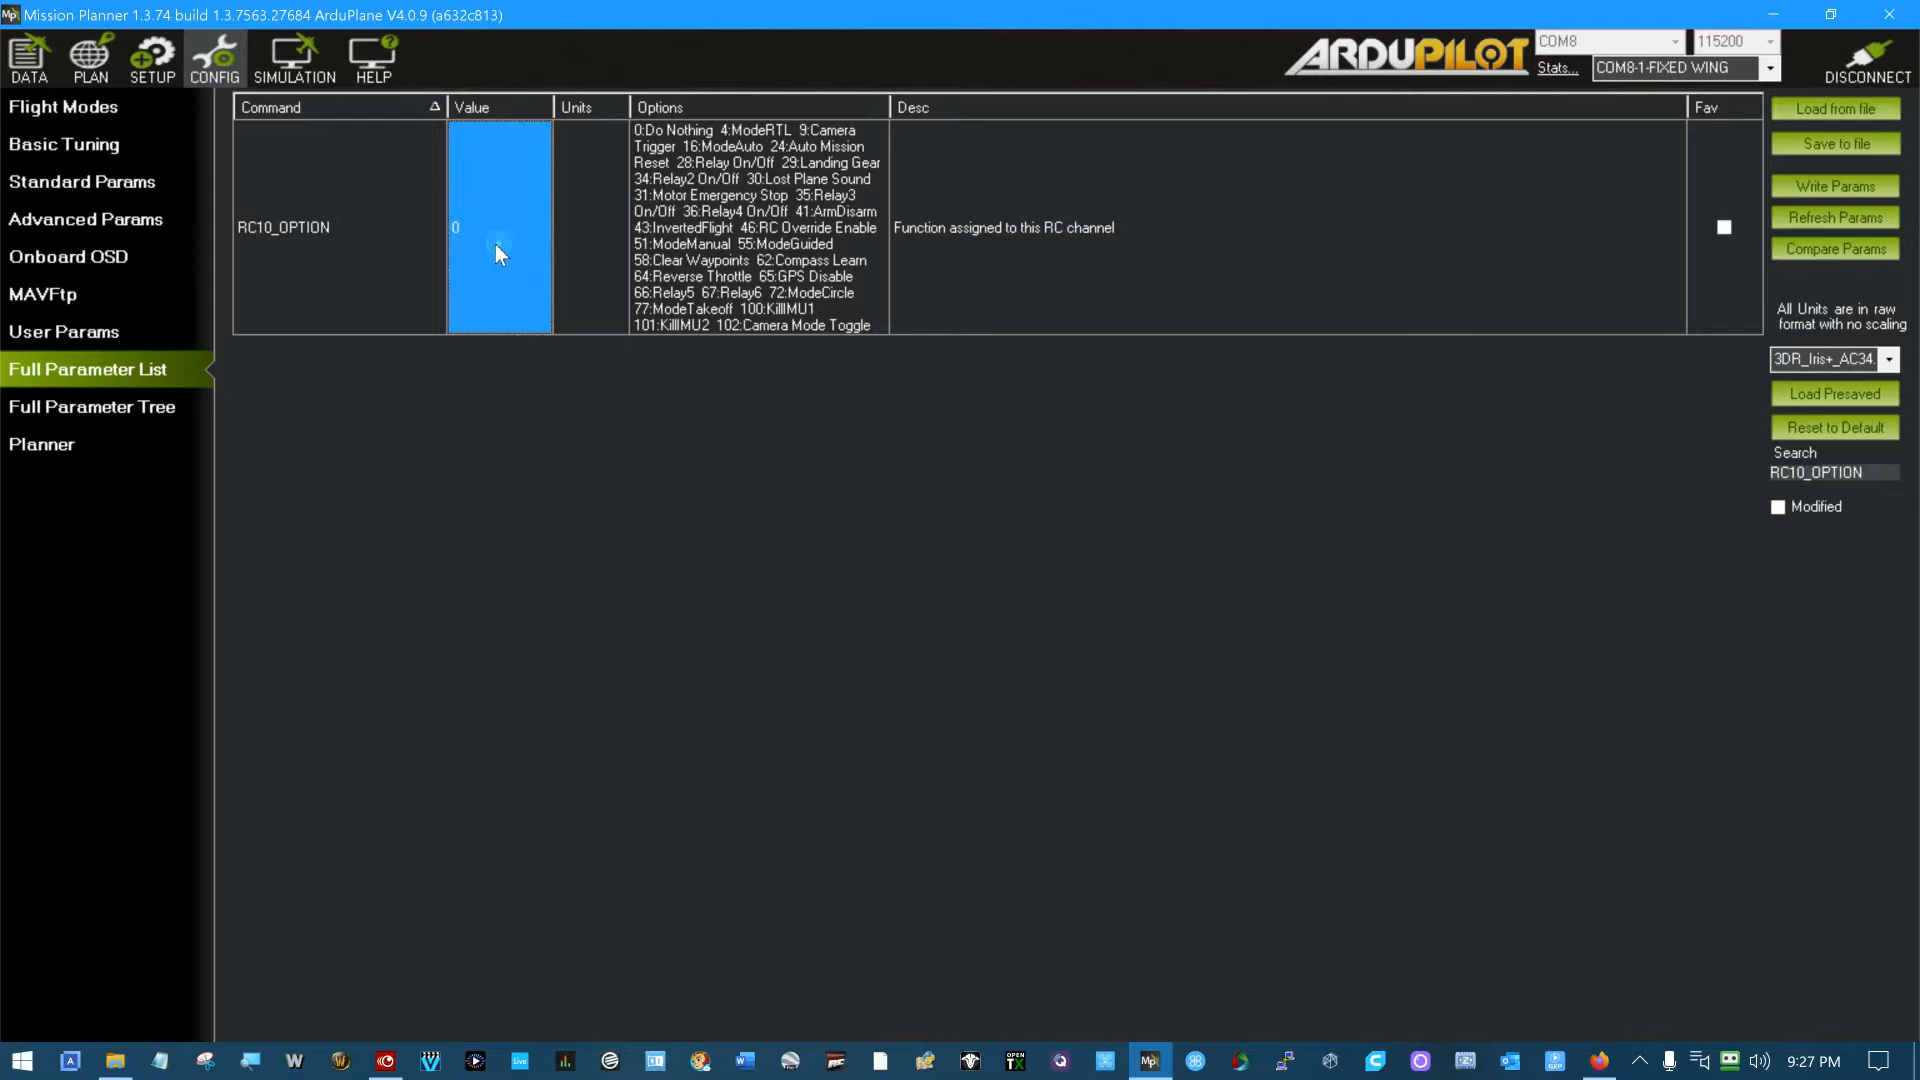 Mission Planner 1.3.74 build 1.3.7563.27684 ArduPlane V4.0.9 (a632c813)
DATA PLAN SETUP CONFIG SIMULATION HELP
ARDUPILOT
COM8 115200
Stats... COM8-1-FIXED WING
DISCONNECT
Flight Modes
Basic Tuning
Standard Params
Advanced Params
Onboard OSD
MAVFtp
User Params
Full Parameter List
Full Parameter Tree
Planner
Command Value Units Options Desc Fav
RC10_OPTION
0
0:Do Nothing 4:ModeRTL 9:Camera
Trigger 16:ModeAuto 24:Auto Mission
Reset 28:Relay On/Off 29:Landing Gear
34:Relay2 On/Off 30:Lost Plane Sound
31:Motor Emergency Stop 35:Relay3
On/Off 36:Relay4 On/Off 41:ArmDisarm
43:InvertedFlight 46:RC Override Enable
51:ModeManual 55:ModeGuided
58:Clear Waypoints 62:Compass Learn
64:Reverse Throttle 65:GPS Disable
66:Relay5 67:Relay6 72:ModeCircle
77:ModeTakeoff 100:KillIMU1
101:KillIMU2 102:Camera Mode Toggle
Function assigned to this RC channel
Load from file
Save to file
Write Params
Refresh Params
Compare Params
All Units are in raw
format with no scaling
3DR_Iris+_AC34.
Load Presaved
Reset to Default
Search
RC10_OPTION
Modified
9:27 PM